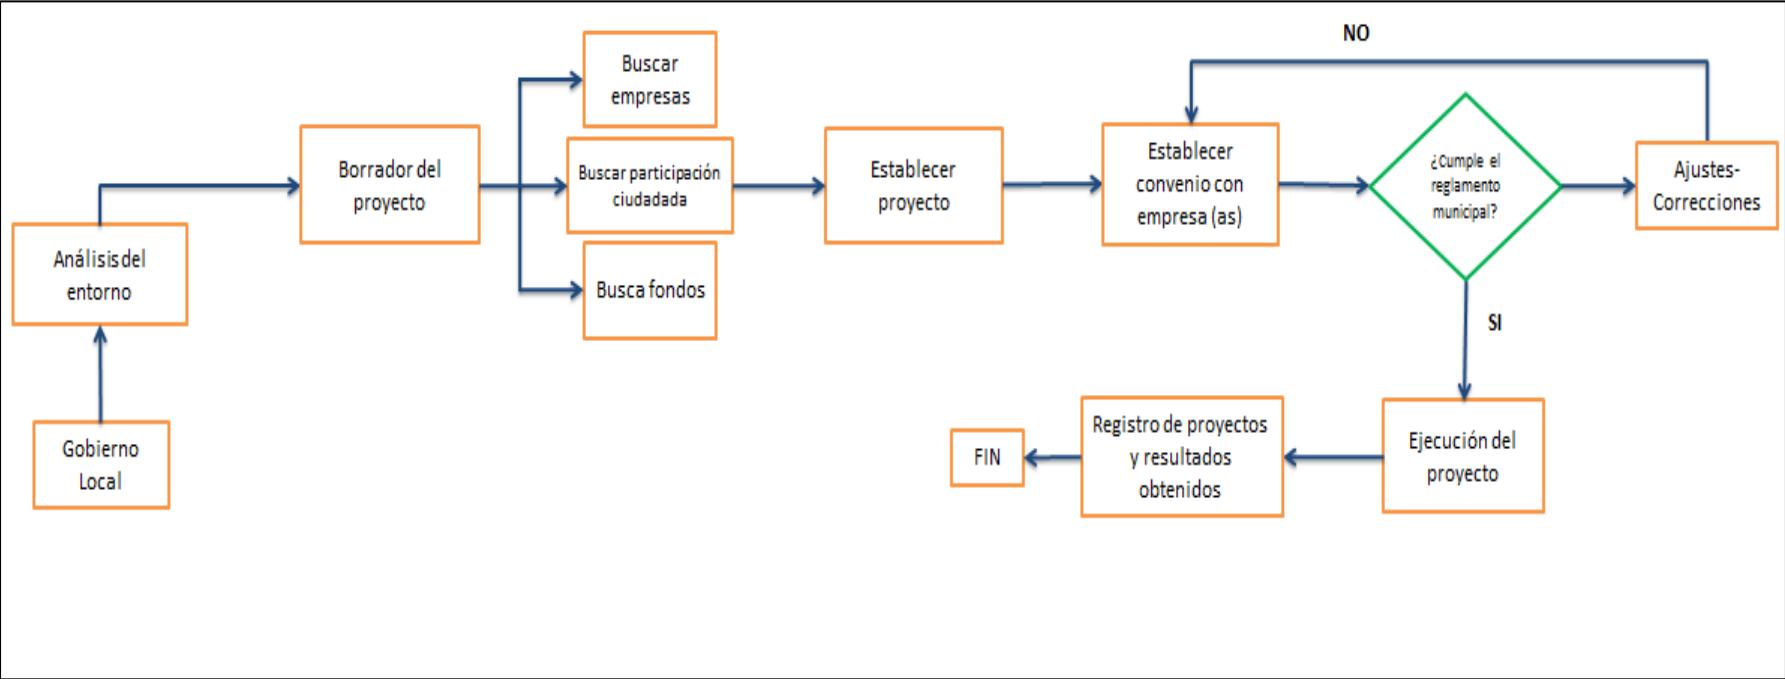 Gobierno
Local
Análisis del
entorno
Borrador del
proyecto
Buscar
empresas
Buscar participación
ciudadada
Busca fondos
Establecer
proyecto
Establecer
convenio con
empresa (as)
¿Cumple el
reglamento
municipal?
NO
Ajustes-
Correcciones
SI
Ejecución del
proyecto
Registro de proyectos
y resultados
obtenidos
FIN